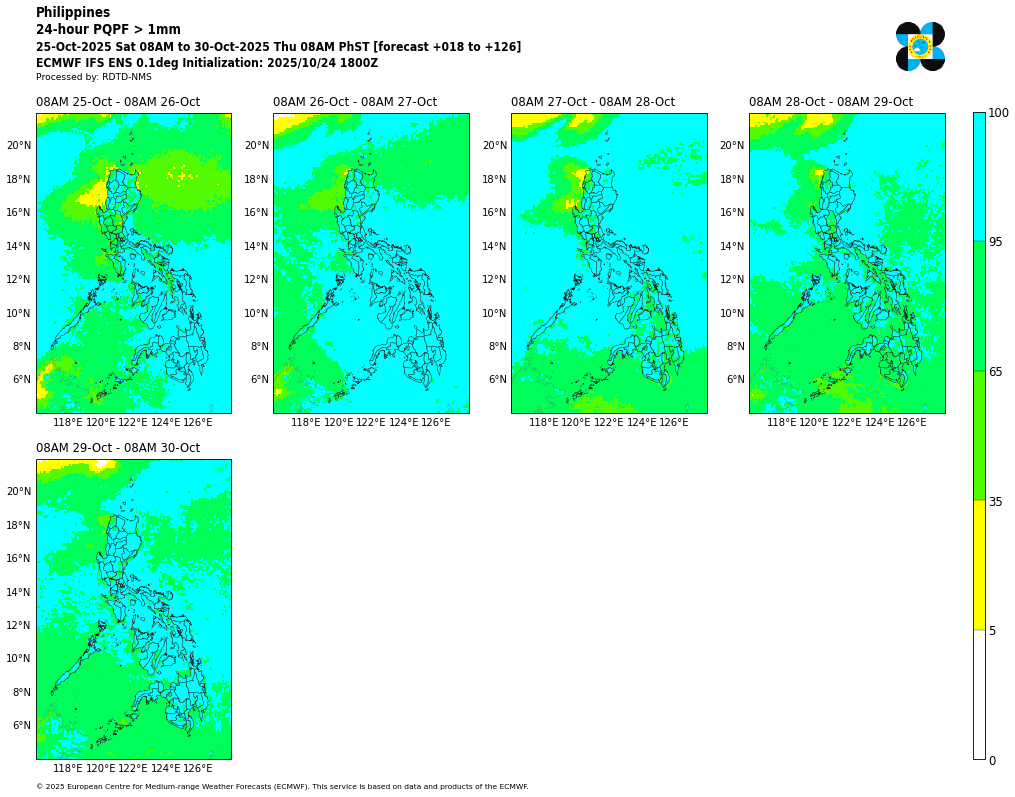 Philippines
24-hour PQPF > 1mm
25-Oct-2025 Sat 08AM to 30-Oct-2025 Thu 08AM PhST [forecast +018 to +126]
ECMWF IFS ENS 0.1deg Initialization: 2025/10/24 1800Z
Processed by: RDTD-NMS
08AM 25-Oct - 08AM 26-Oct
08AM 26-Oct - 08AM 27-Oct
08AM 27-Oct - 08AM 28-Oct
08AM 28-Oct - 08AM 29-Oct
20°N 20°N 20°N 20°N
18°N 18°N 18°N 18°N
16°N 16°N 16°N 16°N
14°N 14°N 14°N 14°N
12°N 12°N 12°N 12°N
10°N 10°N 10°N 10°N
8°N 8°N 8°N 8°N
6°N 6°N 6°N 6°N
118°E 120°E 122°E 124°E 126°E 118°E 120°E 122°E 124°E 126°E 118°E 120°E 122°E 124°E 126°E 118°E 120°E 122°E 124°E 126°E
100
95
65
35
5
0
08AM 29-Oct - 08AM 30-Oct
20°N
18°N
16°N
14°N
12°N
10°N
8°N
6°N
118°E 120°E 122°E 124°E 126°E
© 2025 European Centre for Medium-range Weather Forecasts (ECMWF). This service is based on data and products of the ECMWF.